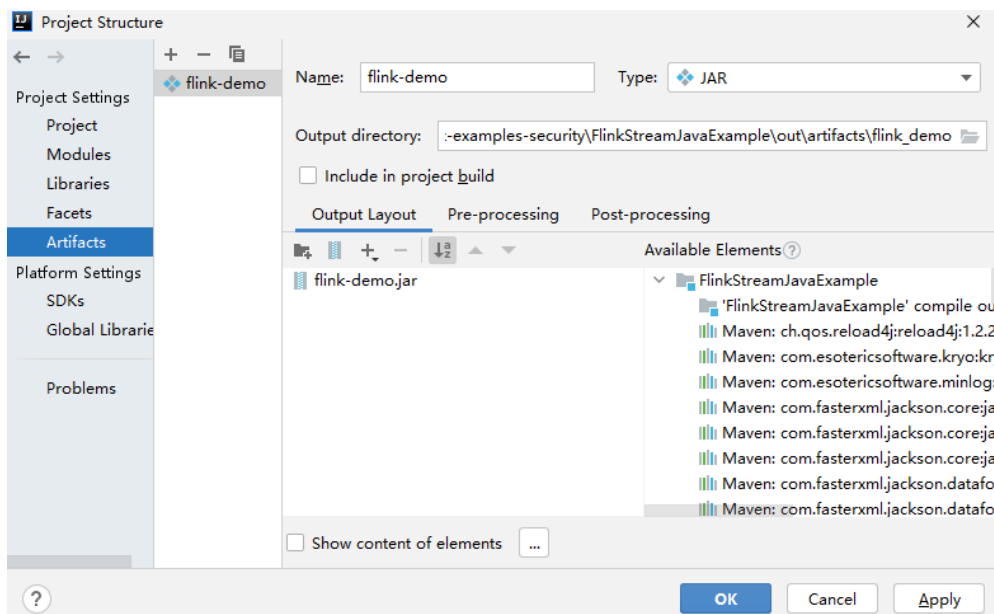 Project Structure
Project Settings
Project
Modules
Libraries
Facets
Artifacts
Platform Settings
SDKs
Global Librarie
Problems
flink-demo
Name: flink-demo Type: JAR
Output directory: :-examples-security\FlinkStreamJavaExample\out\artifacts\flink_demo
Include in project build
Output Layout Pre-processing Post-processing
Available Elements ?
flink-demo.jar
FlinkStreamJavaExample
'FlinkStreamJavaExample' compile ou
Maven: ch.qos.reload4j:reload4j:1.2.2
Maven: com.esotericsoftware.kryo:kr
Maven: com.esotericsoftware.minlog:
Maven: com.fasterxml.jackson.core:ja
Maven: com.fasterxml.jackson.core:ja
Maven: com.fasterxml.jackson.core:ja
Maven: com.fasterxml.jackson.datafo
Maven: com.fasterxml.jackson.datafo
Show content of elements ...
? OK Cancel Apply